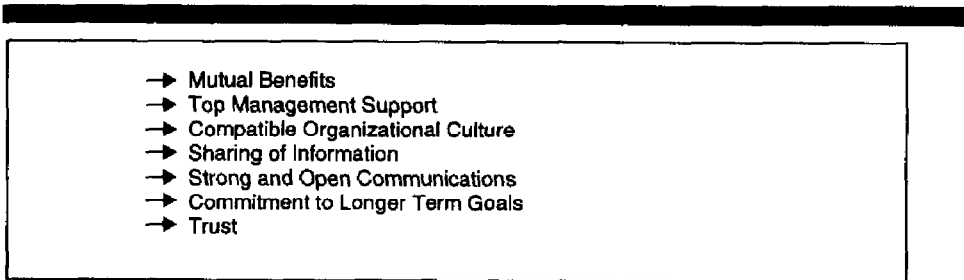 → Mutual Benefits
→ Top Management Support
→ Compatible Organizational Culture
→ Sharing of Information
→ Strong and Open Communications
→ Commitment to Longer Term Goals
→ Trust